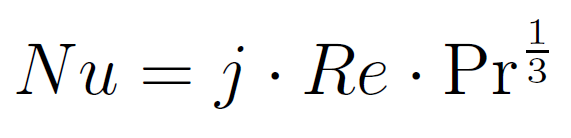 Nu = j · Re · Pr^{1/3}